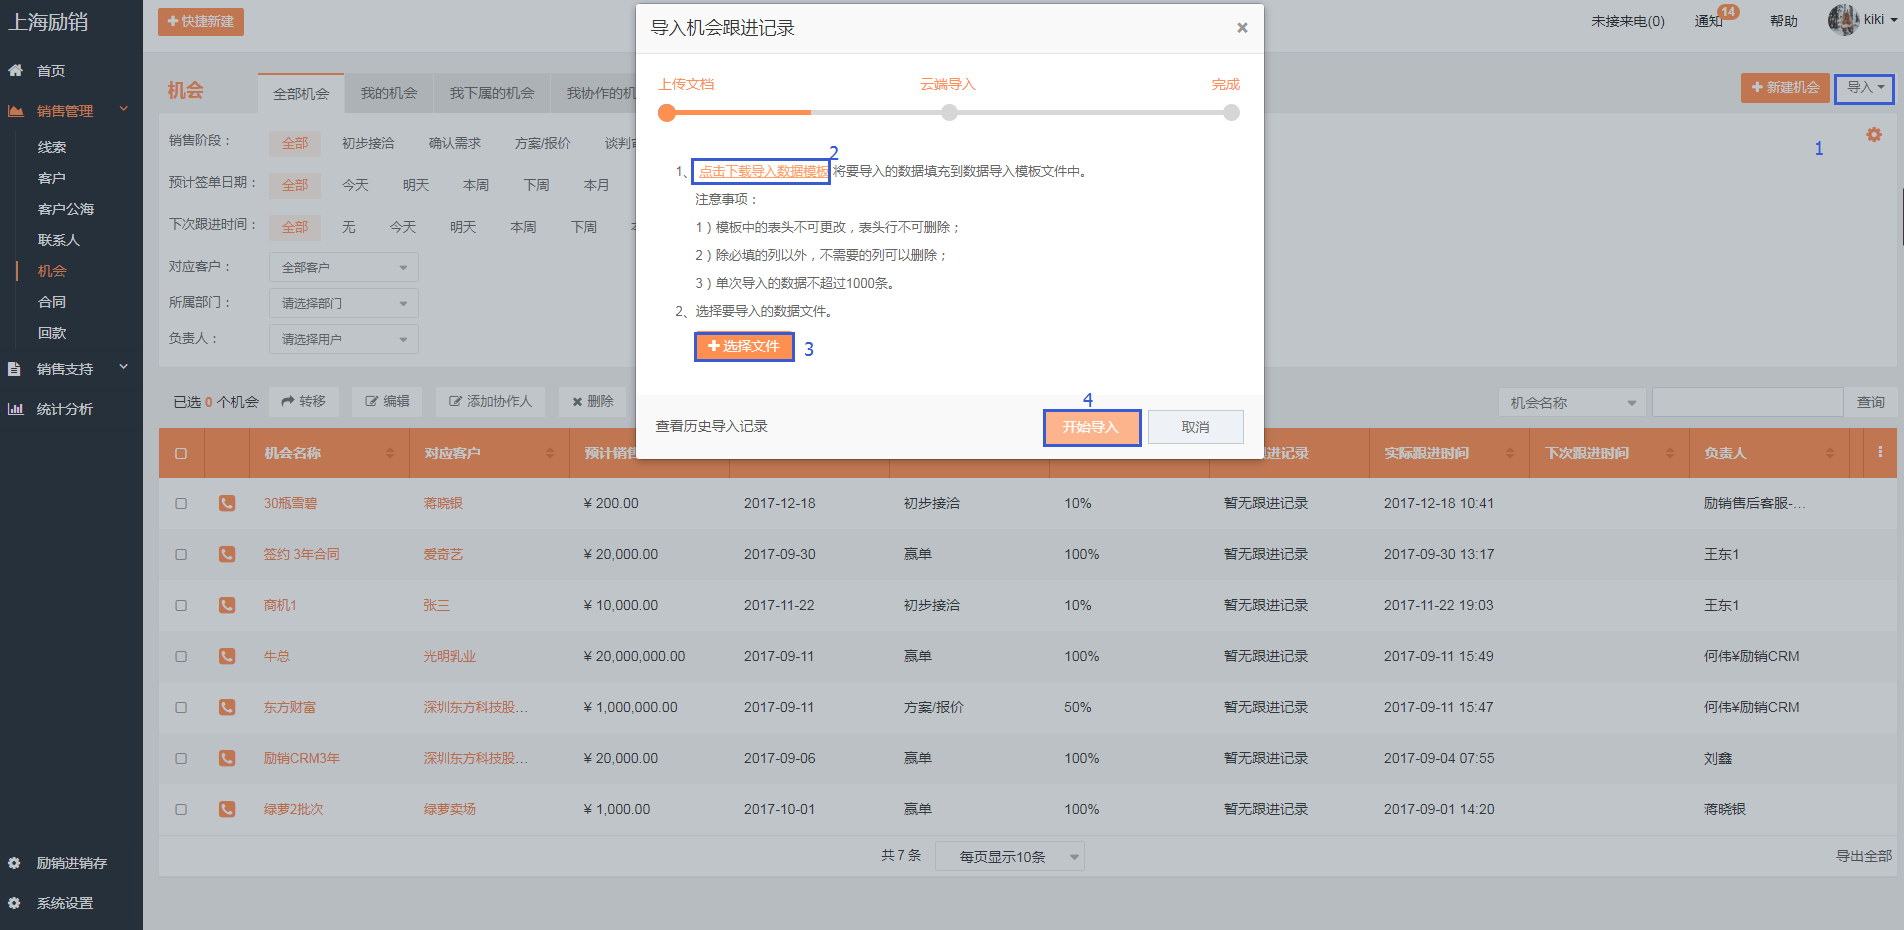 上海励销
快捷新建
未接来电(0)
通知 14
帮助
kiki
首页
销售管理
线索
客户
客户公海
联系人
机会
合同
回款
销售支持
统计分析
励销进销存
系统设置
机会
全部机会 我的机会 我下属的机会 我协作的机
新建机会 导入
1
销售阶段： 全部 初步接洽 确认需求 方案/报价
预计签单日期： 全部 今天 明天 本周 下周 本月
下次跟进时间： 全部 无 今天 明天 本周 下周
对应客户： 全部客户
所属部门： 请选择部门
负责人： 请选择用户
导入机会跟进记录 ×
上传文档 云端导入 完成
2
1、点击下载导入数据模板 将要导入的数据填充到数据导入模板文件中。
注意事项：
1）模板中的表头不可更改，表头行不可删除；
2）除必填的列以外，不需要的列可以删除；
3）单次导入的数据不超过1000条。
2、选择要导入的数据文件。
选择文件 3
4
查看历史导入记录 开始导入 取消
已选 0 个机会 转移 编辑 添加协作人 删除 机会名称 查询
机会名称 对应客户 预计销 进记录 实际跟进时间 下次跟进时间 负责人
30瓶雪碧 蒋晓银 ¥ 200.00 2017-12-18 初步接洽 10% 暂无跟进记录 2017-12-18 10:41 励销售后客服-...
签约 3年合同 爱奇艺 ¥ 20,000.00 2017-09-30 赢单 100% 暂无跟进记录 2017-09-30 13:17 王东1
商机1 张三 ¥ 10,000.00 2017-11-22 初步接洽 10% 暂无跟进记录 2017-11-22 19:03 王东1
牛总 光明乳业 ¥ 20,000,000.00 2017-09-11 赢单 100% 暂无跟进记录 2017-09-11 15:49 何伟¥励销CRM
东方财富 深圳东方科技股... ¥ 1,000,000.00 2017-09-11 方案/报价 50% 暂无跟进记录 2017-09-11 15:47 何伟¥励销CRM
励销CRM3年 深圳东方科技股... ¥ 20,000.00 2017-09-06 赢单 100% 暂无跟进记录 2017-09-04 07:55 刘鑫
绿萝2批次 绿萝卖场 ¥ 1,000.00 2017-10-01 赢单 100% 暂无跟进记录 2017-09-01 14:20 蒋晓银
共 7 条 每页显示10条 导出全部